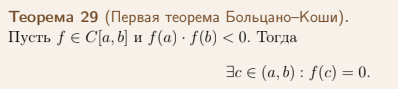 Теорема 29 (Первая теорема Больцано–Коши).
Пусть f ∈ C[a, b] и f(a) · f(b) < 0. Тогда
∃c ∈ (a, b) : f(c) = 0.